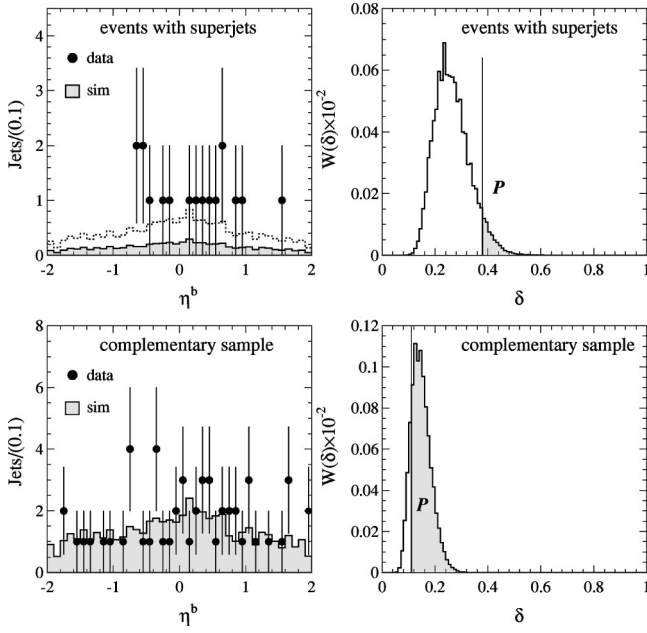 events with superjets
data
sim
Jets/(0.1)
4
3
2
1
0
-2
-1
0
1
2
η^b
events with superjets
W(δ)×10^-2
0.08
0.06
0.04
0.02
0
P
0
0.2
0.4
0.6
0.8
1
δ
complementary sample
data
sim
Jets/(0.1)
8
6
4
2
0
-2
-1
0
1
2
η^b
complementary sample
W(δ)×10^-2
0.12
0.1
0.08
0.06
0.04
0.02
0
P
0
0.2
0.4
0.6
0.8
1
δ